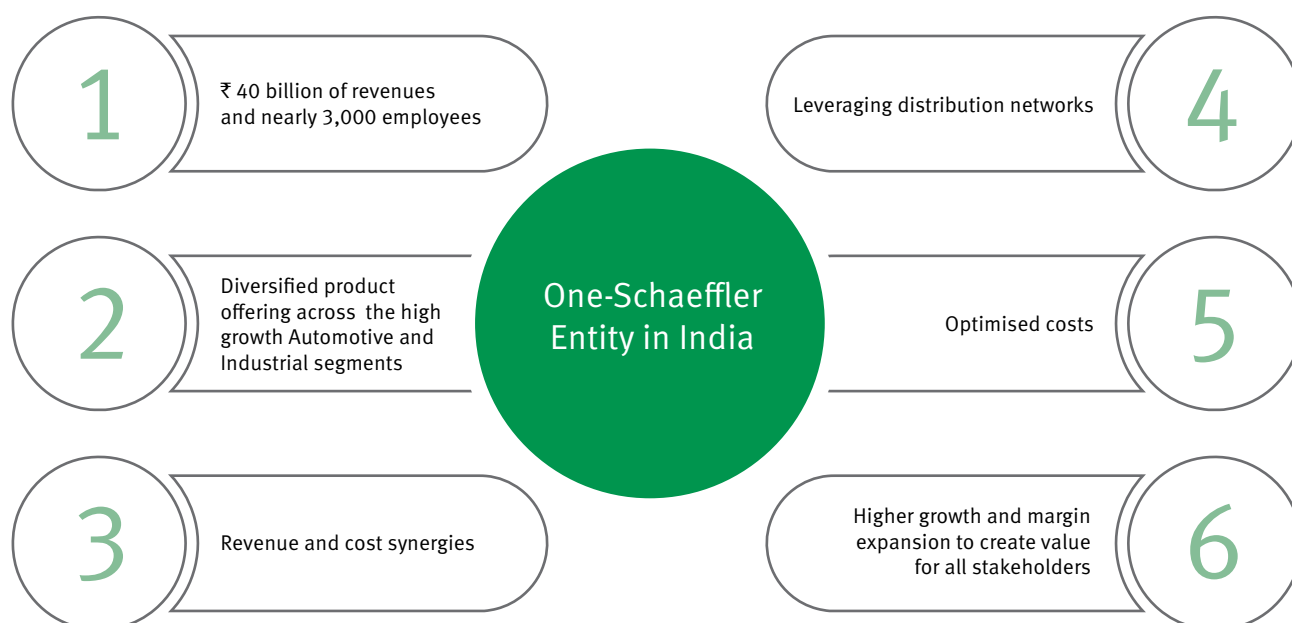 1
₹ 40 billion of revenues
and nearly 3,000 employees
2
Diversified product
offering across the high
growth Automotive and
Industrial segments
3
Revenue and cost synergies
One-Schaeffler
Entity in India
4
Leveraging distribution networks
5
Optimised costs
6
Higher growth and margin
expansion to create value
for all stakeholders